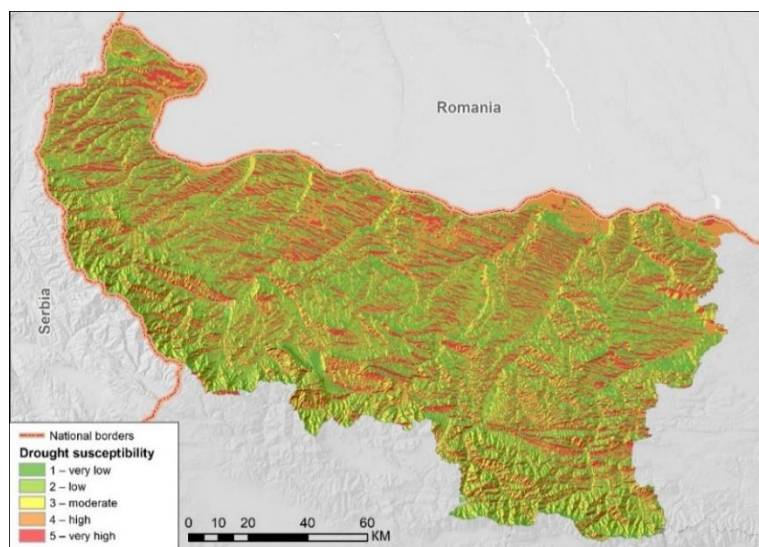 Romania
Serbia
National borders
Drought susceptibility
1 – very low
2 – low
3 – moderate
4 – high
5 – very high
0 10 20 40 60
KM